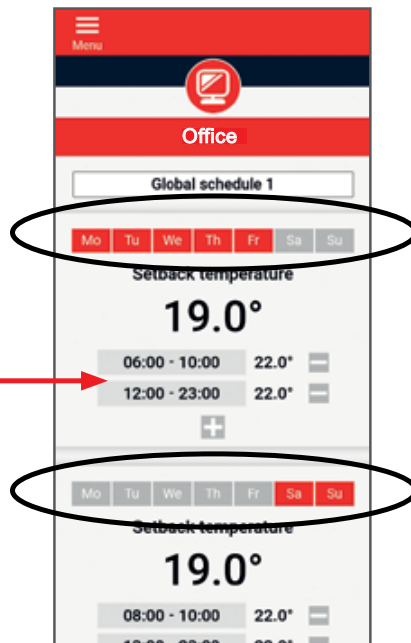 Menu
Office
Global schedule 1
Mo Tu We Th Fr Sa Su
Setback temperature
19.0°
06:00 - 10:00 22.0°
12:00 - 23:00 22.0°
Mo Tu We Th Fr Sa Su
Setback temperature
19.0°
08:00 - 10:00 22.0°